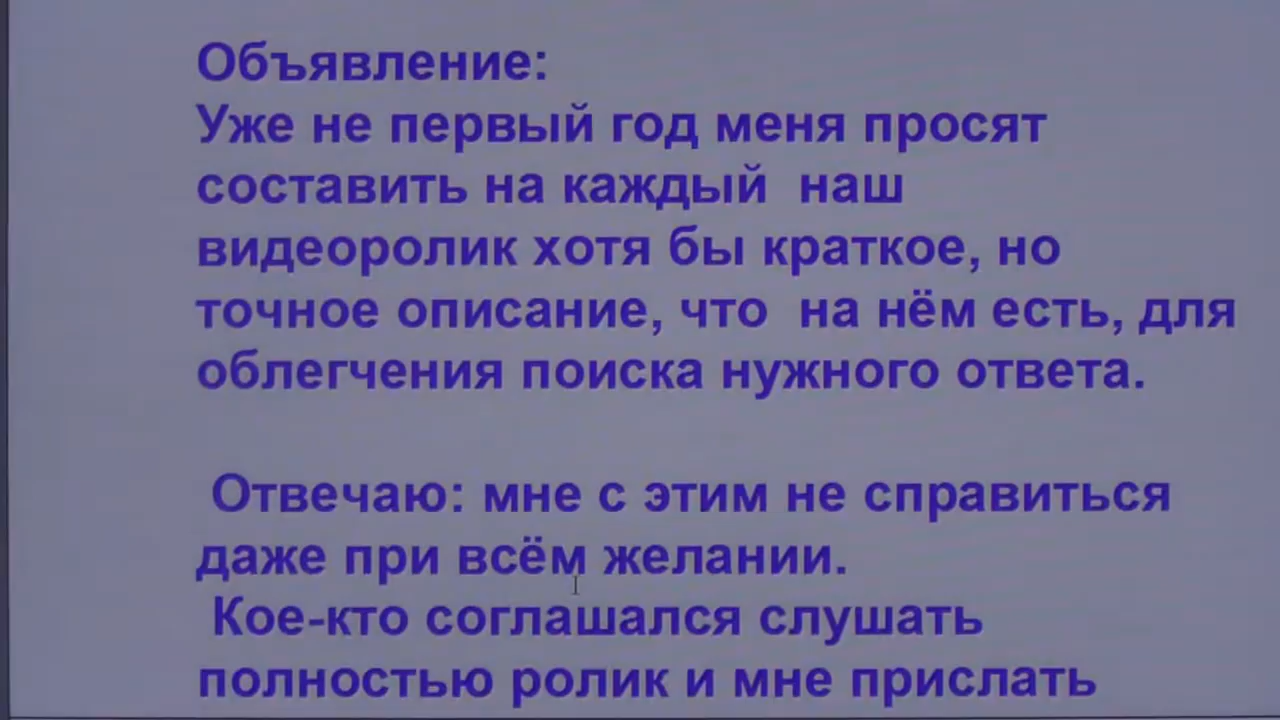 Объявление:
Уже не первый год меня просят
составить на каждый  наш
видеоролик хотя бы краткое, но
точное описание, что  на нём есть, для
облегчения поиска нужного ответа.
Отвечаю: мне с этим не справиться
даже при всём желании.
Кое-кто соглашался слушать
полностью ролик и мне прислать